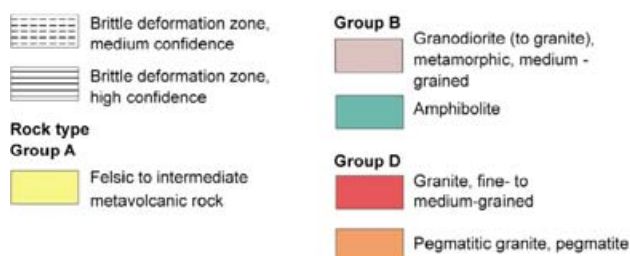 Brittle deformation zone,
medium confidence
Brittle deformation zone,
high confidence
Rock type
Group A
Felsic to intermediate
metavolcanic rock
Group B
Granodiorite (to granite),
metamorphic, medium -
grained
Amphibolite
Group D
Granite, fine- to
medium-grained
Pegmatitic granite, pegmatite